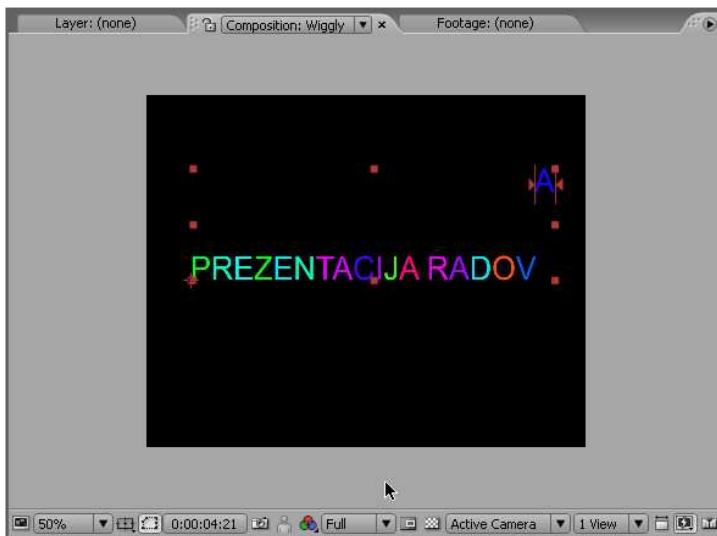 Layer: (none) Composition: Wiggly Footage: (none)
A
PREZENTACIJA RADOV
50% 0:00:04:21 Full Active Camera 1 View